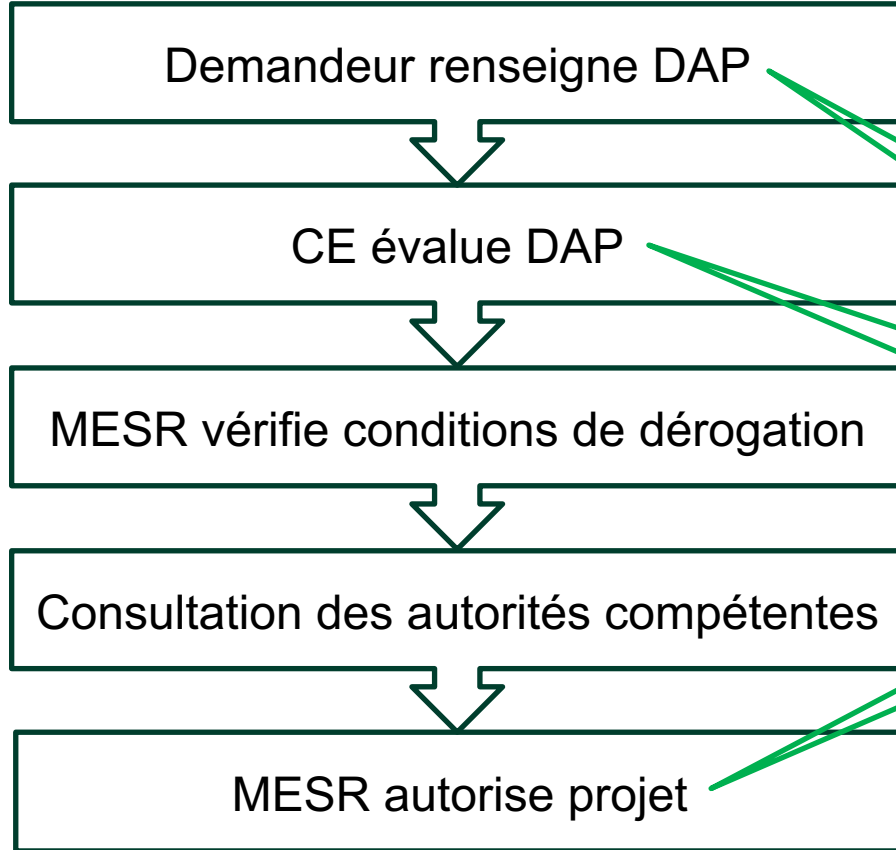 Demandeur renseigne DAP
CE évalue DAP
MESR vérifie conditions de dérogation
Consultation des autorités compétentes
MESR autorise projet